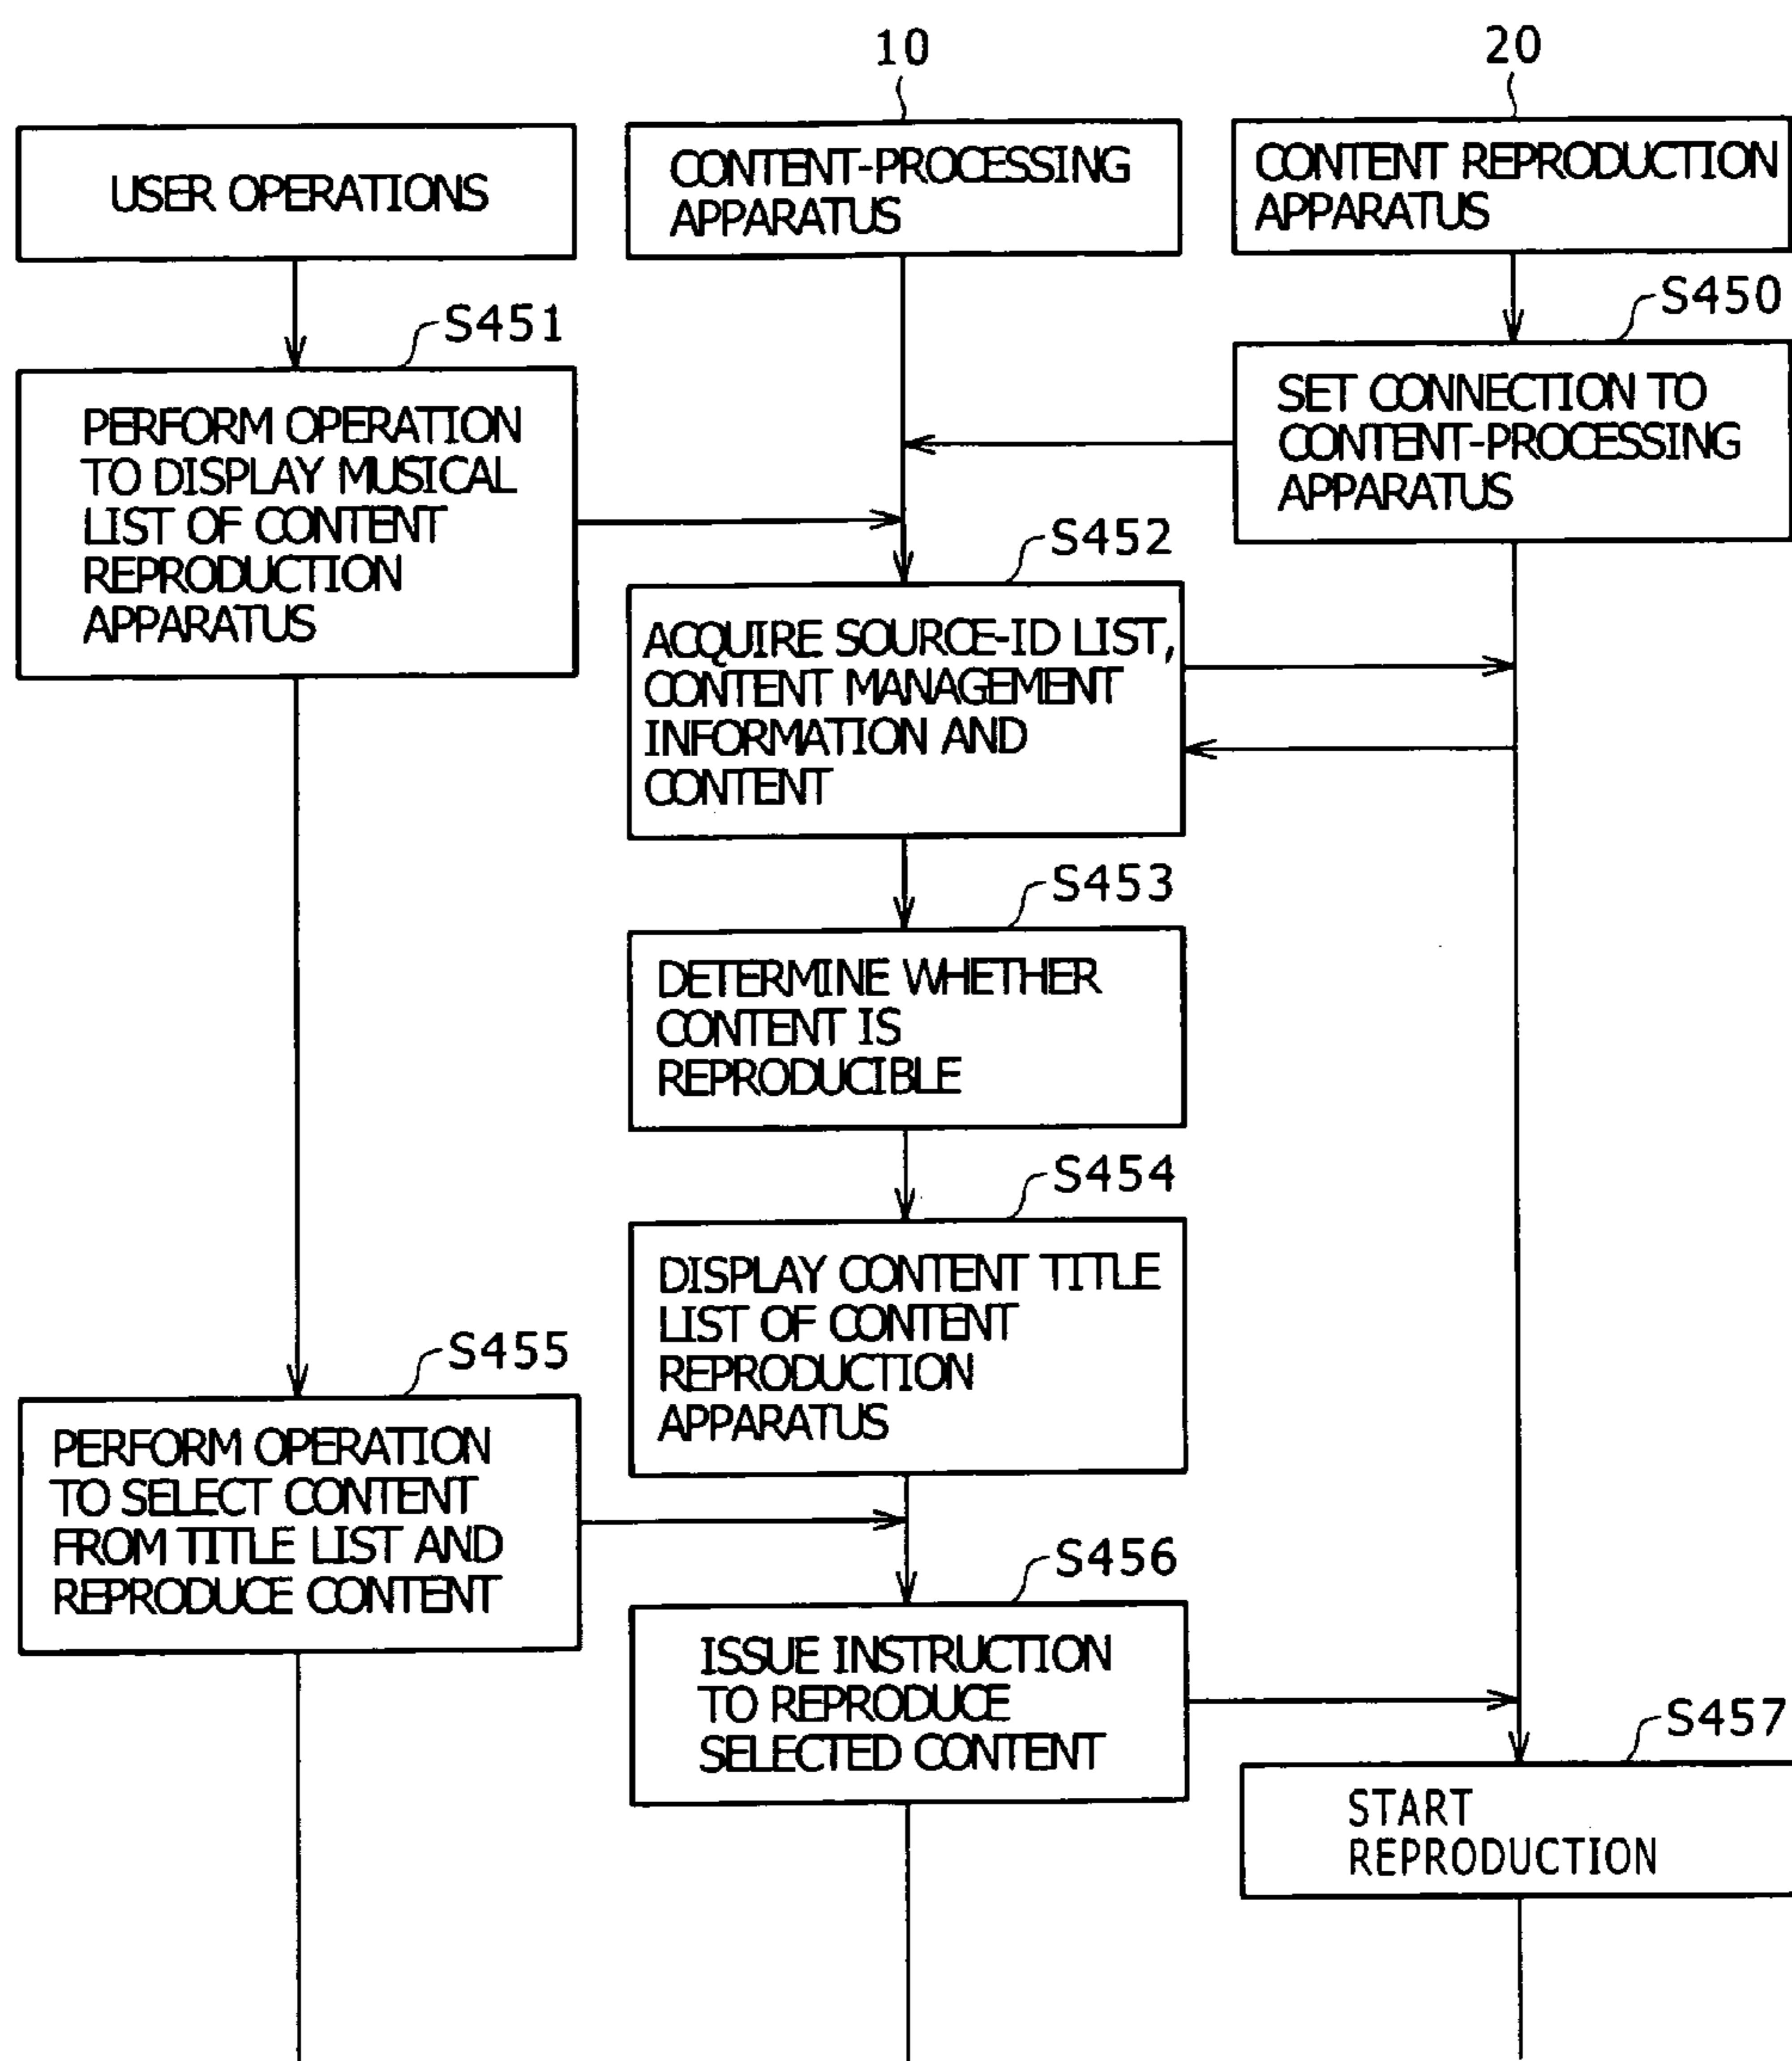 10
20
USER OPERATIONS
CONTENT-PROCESSING
APPARATUS
CONTENT REPRODUCTION
APPARATUS
S451
S450
PERFORM OPERATION
TO DISPLAY MUSICAL
LIST OF CONTENT
REPRODUCTION
APPARATUS
SET CONNECTION TO
CONTENT-PROCESSING
APPARATUS
S452
ACQUIRE SOURCE-ID LIST,
CONTENT MANAGEMENT
INFORMATION AND
CONTENT
S453
DETERMINE WHETHER
CONTENT IS
REPRODUCIBLE
S454
DISPLAY CONTENT TITLE
LIST OF CONTENT
REPRODUCTION
APPARATUS
S455
PERFORM OPERATION
TO SELECT CONTENT
FROM TITLE LIST AND
REPRODUCE CONTENT
S456
ISSUE INSTRUCTION
TO REPRODUCE
SELECTED CONTENT
S457
START
REPRODUCTION